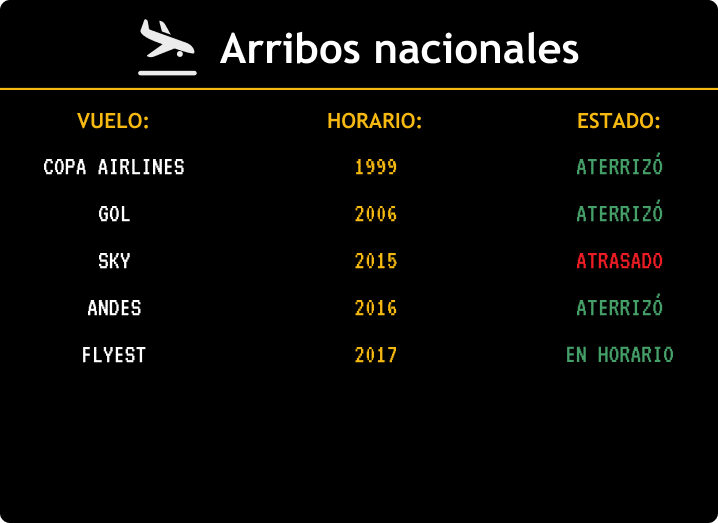 Arribos nacionales
VUELO: HORARIO: ESTADO:
COPA AIRLINES 1999 ATERRIZÓ
GOL 2006 ATERRIZÓ
SKY 2015 ATRASADO
ANDES 2016 ATERRIZÓ
FLYEST 2017 EN HORARIO